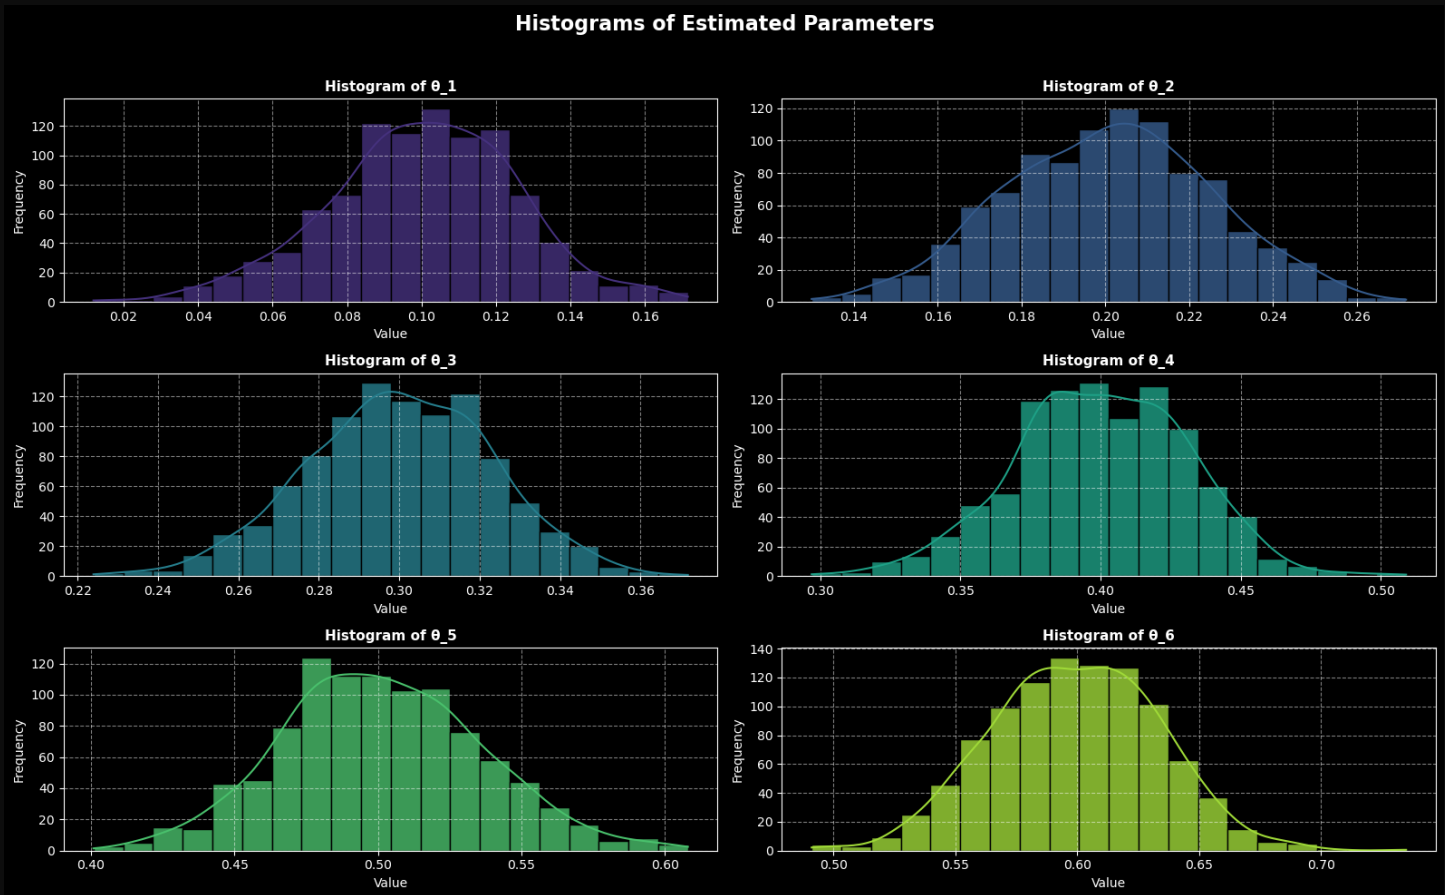 Histograms of Estimated Parameters
Histogram of θ_1
Frequency
120
100
80
60
40
20
0
0.02 0.04 0.06 0.08 0.10 0.12 0.14 0.16
Value
Histogram of θ_2
Frequency
120
100
80
60
40
20
0
0.14 0.16 0.18 0.20 0.22 0.24 0.26
Value
Histogram of θ_3
Frequency
120
100
80
60
40
20
0
0.22 0.24 0.26 0.28 0.30 0.32 0.34 0.36
Value
Histogram of θ_4
Frequency
120
100
80
60
40
20
0
0.30 0.35 0.40 0.45 0.50
Value
Histogram of θ_5
Frequency
120
100
80
60
40
20
0
0.40 0.45 0.50 0.55 0.60
Value
Histogram of θ_6
Frequency
140
120
100
80
60
40
20
0
0.50 0.55 0.60 0.65 0.70
Value